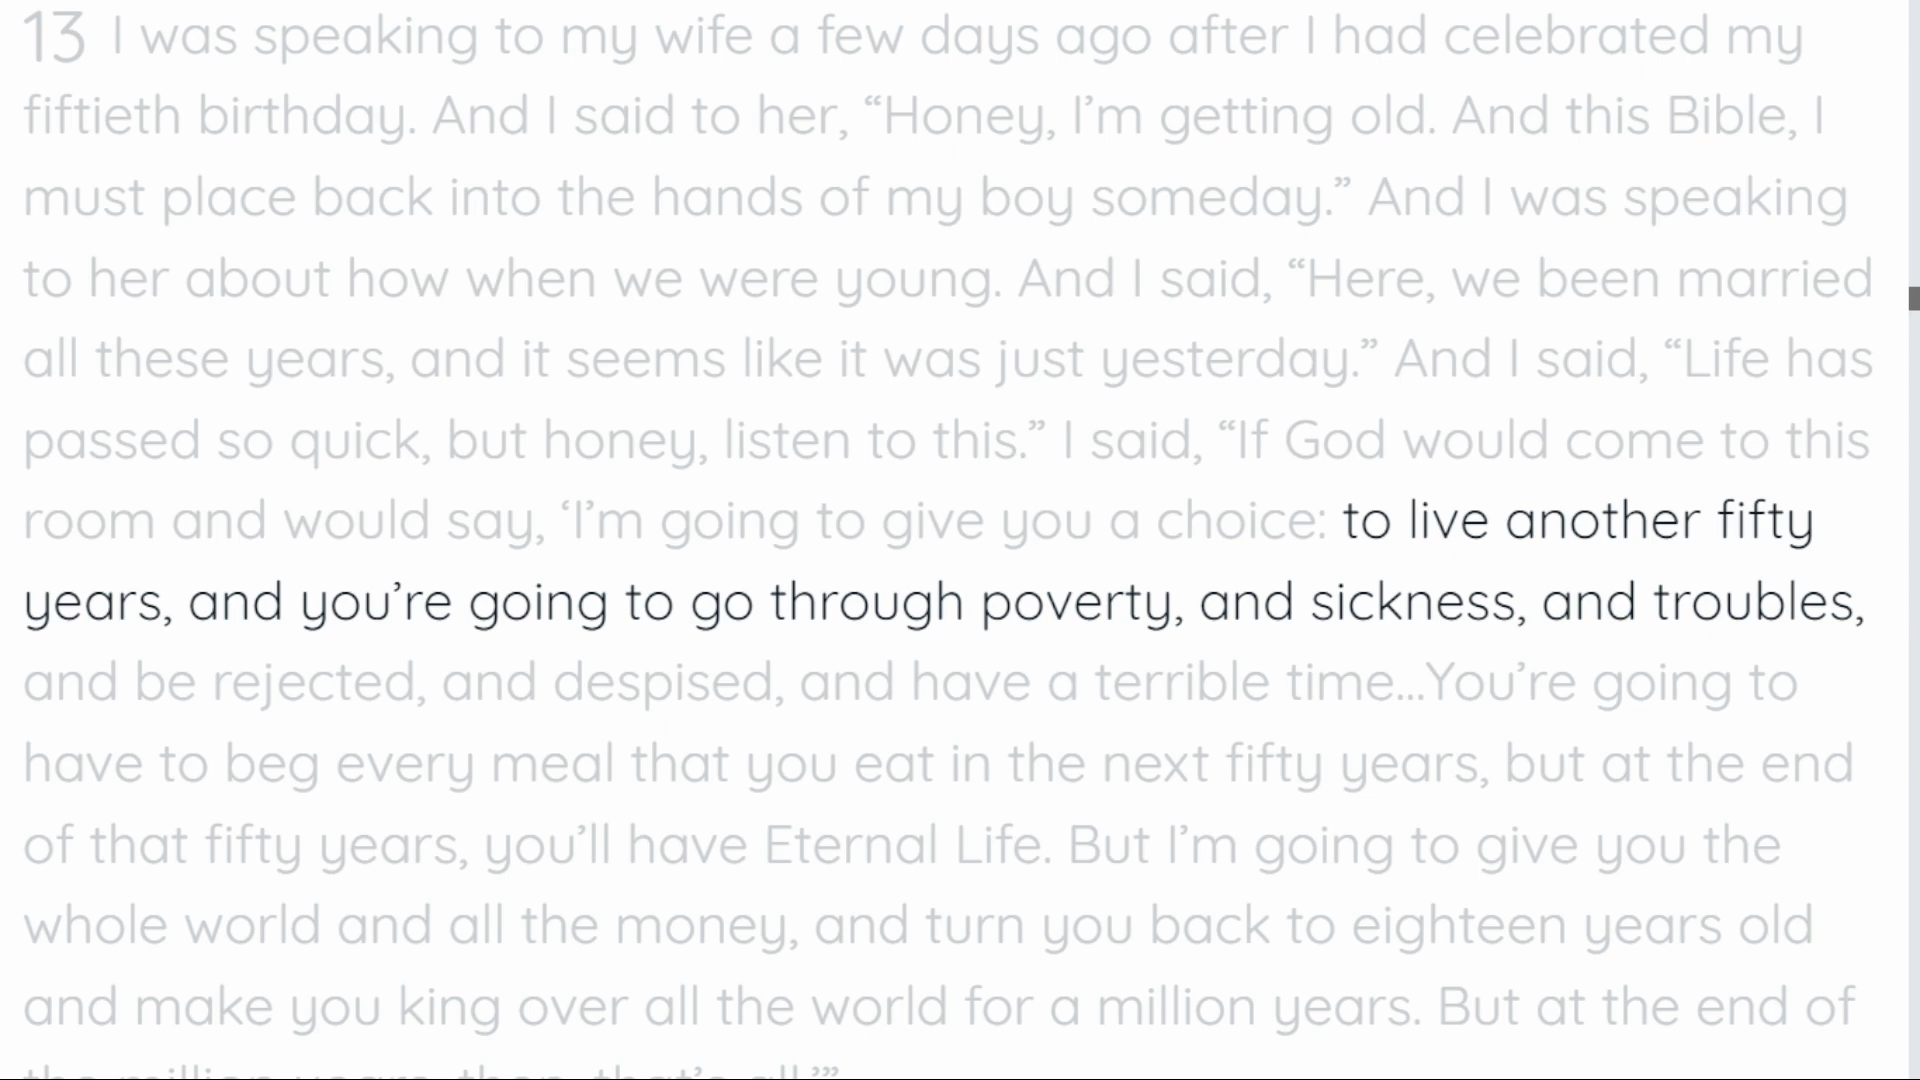 13 I was speaking to my wife a few days ago after I had celebrated my
fiftieth birthday. And I said to her, “Honey, I’m getting old. And this Bible, I
must place back into the hands of my boy someday.” And I was speaking
to her about how when we were young. And I said, “Here, we been married
all these years, and it seems like it was just yesterday.” And I said, “Life has
passed so quick, but honey, listen to this.” I said, “If God would come to this
room and would say, ‘I’m going to give you a choice: to live another fifty
years, and you’re going to go through poverty, and sickness, and troubles,
and be rejected, and despised, and have a terrible time...You’re going to
have to beg every meal that you eat in the next fifty years, but at the end
of that fifty years, you’ll have Eternal Life. But I’m going to give you the
whole world and all the money, and turn you back to eighteen years old
and make you king over all the world for a million years. But at the end of
the million years, then, that’s all.’”